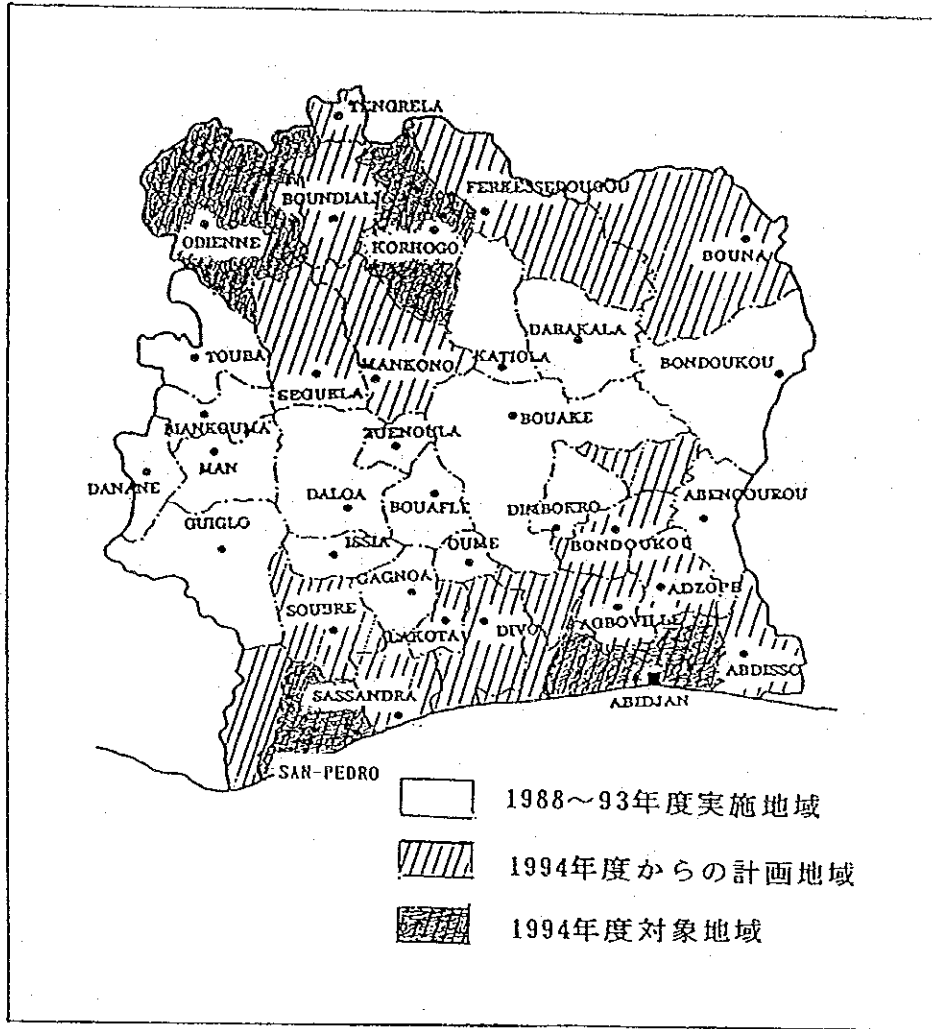 TENGRELA
FERKESSEDOUGOU
BOUNDIALI
ODIENNE
KORHOGO
BOUNA
DABAKALA
TOUBA
MANKONO
KATIOLA
BONDOUKOU
SEGUELA
BOUAKE
BIANKOUMA
ZUENOULA
MAN
DANANE
DALOA
BOUAFLE
DIMBOKRO
ABENGOUROU
GUIGLO
ISSIA
OUME
BONDOUKOU
GAGNOA
ADZOPE
SOUBRE
LAKOTA
DIVO
AGBOVILLE
ABOISSO
SASSANDRA
ABIDJAN
SAN-PEDRO
1988～93年度実施地域
1994年度からの計画地域
1994年度対象地域